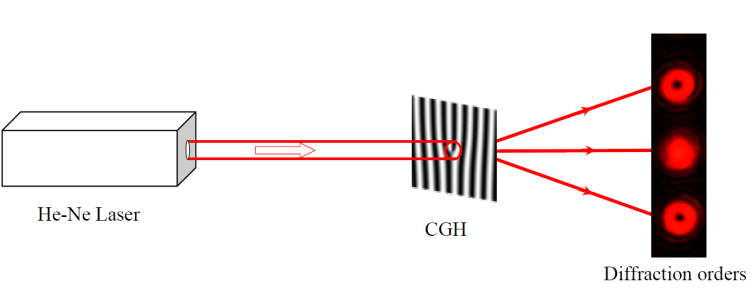 He-Ne Laser
CGH
Diffraction orders